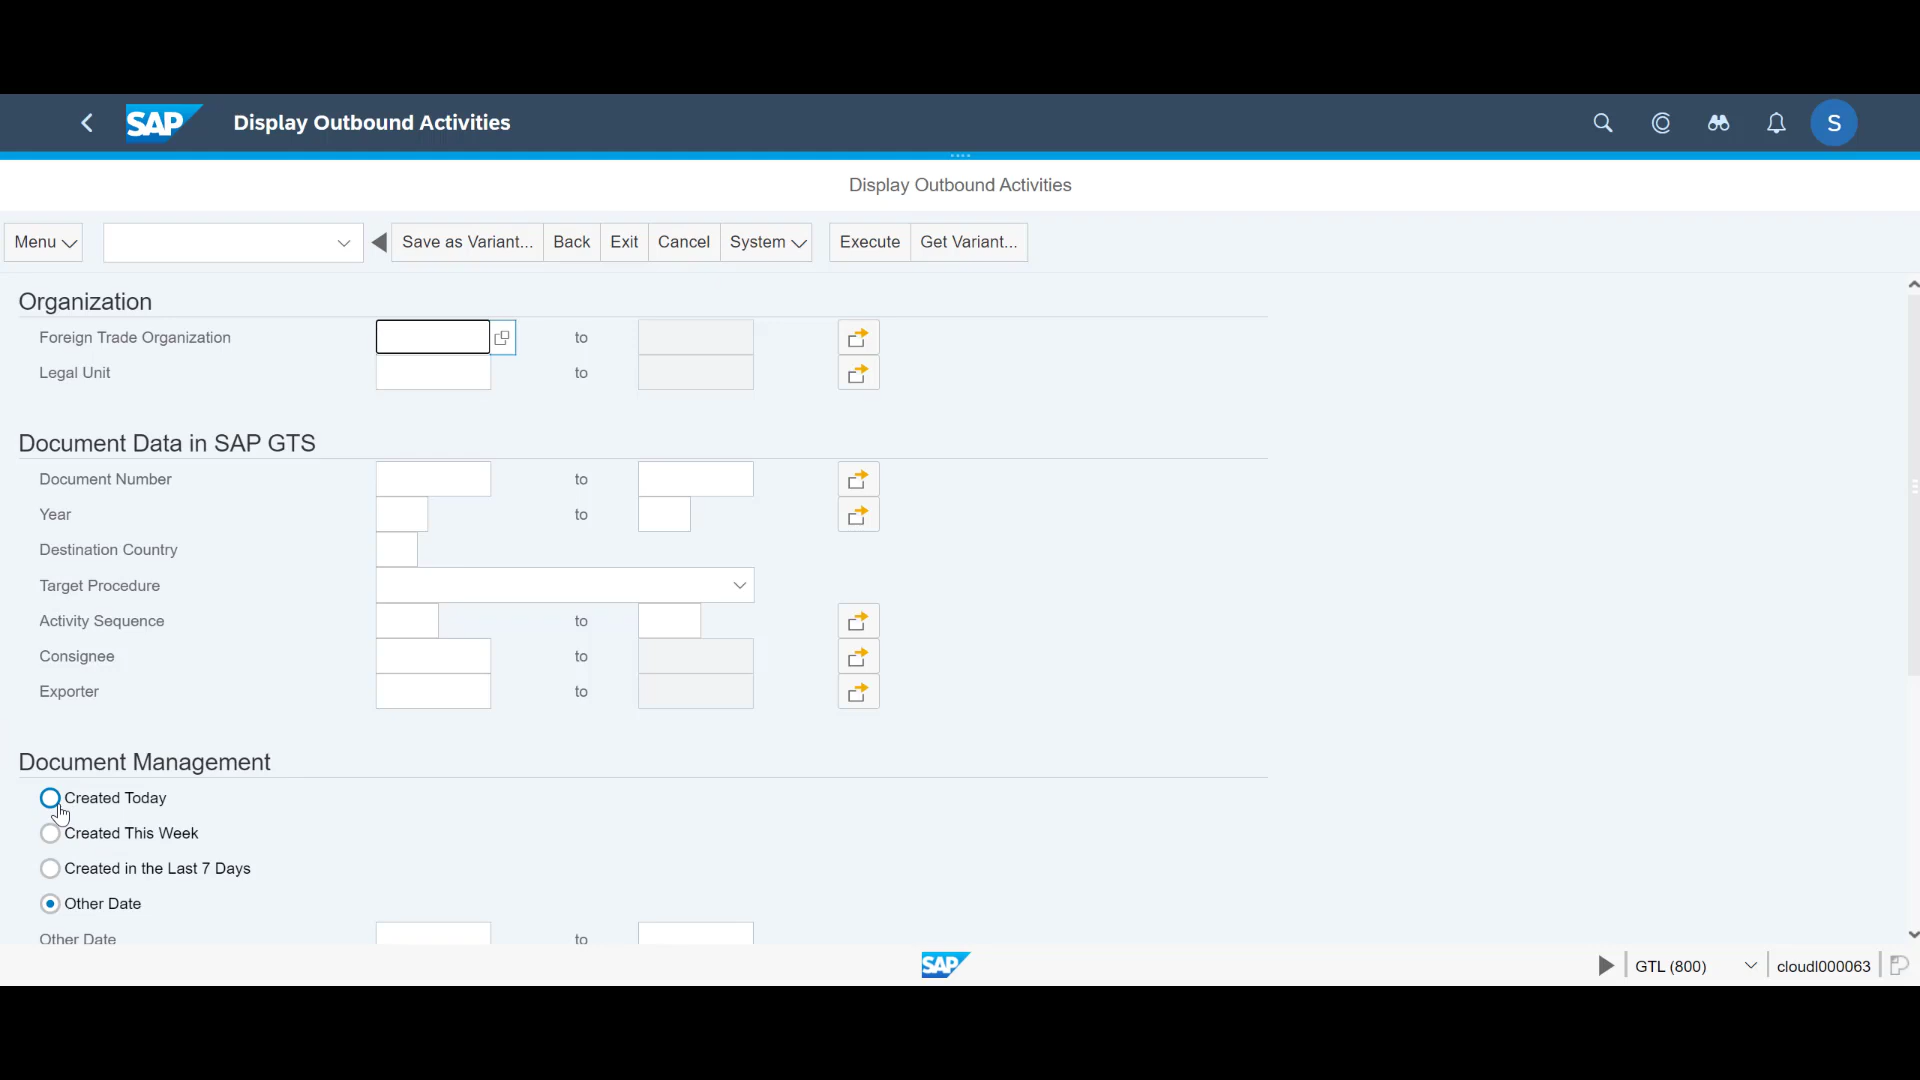 SAP Display Outbound Activities S
Display Outbound Activities
Menu Save as Variant... Back Exit Cancel System Execute Get Variant...
Organization
Foreign Trade Organization to
Legal Unit to
Document Data in SAP GTS
Document Number to
Year to
Destination Country
Target Procedure
Activity Sequence to
Consignee to
Exporter to
Document Management
Created Today
Created This Week
Created in the Last 7 Days
Other Date
Other Date to
SAP GTL (800) cloudl000063